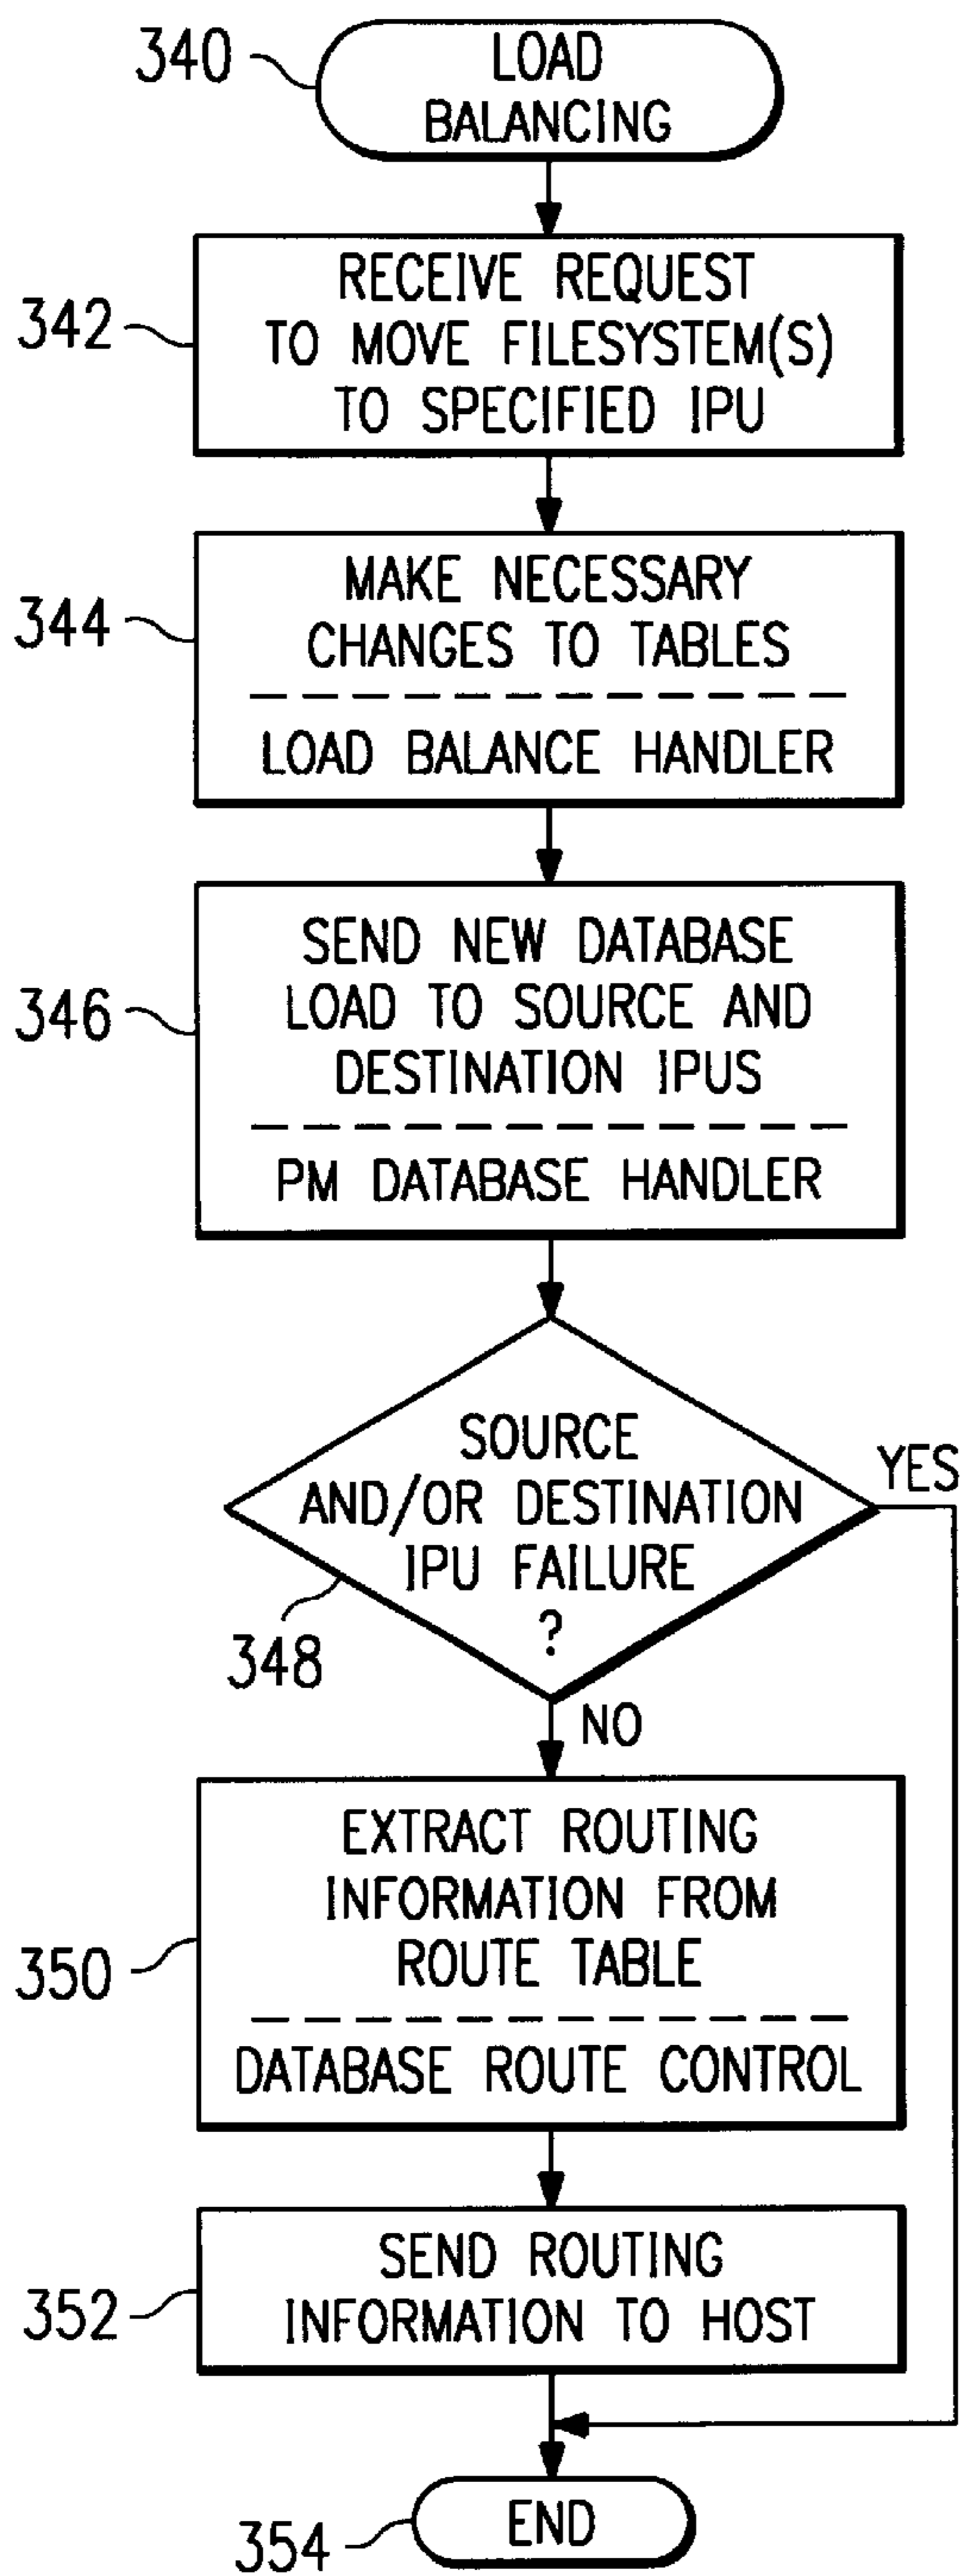 340
LOAD
BALANCING
342
RECEIVE REQUEST
TO MOVE FILESYSTEM(S)
TO SPECIFIED IPU
344
MAKE NECESSARY
CHANGES TO TABLES
LOAD BALANCE HANDLER
346
SEND NEW DATABASE
LOAD TO SOURCE AND
DESTINATION IPUS
PM DATABASE HANDLER
348
SOURCE
AND/OR DESTINATION
IPU FAILURE
?
YES
NO
350
EXTRACT ROUTING
INFORMATION FROM
ROUTE TABLE
DATABASE ROUTE CONTROL
352
SEND ROUTING
INFORMATION TO HOST
354
END